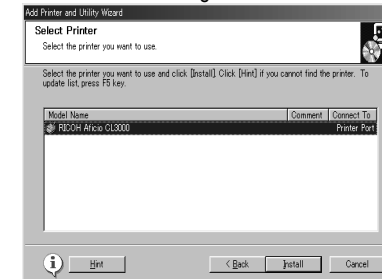 Add Printer and Utility Wizard
Select Printer
Select the printer you want to use.
Select the printer you want to use and click [Install]. Click [Hint] if you cannot find the printer. To
update list, press F5 key.
Model Name Comment Connect To
RICOH Aficio CL3000 Printer Port
Hint < Back Install Cancel